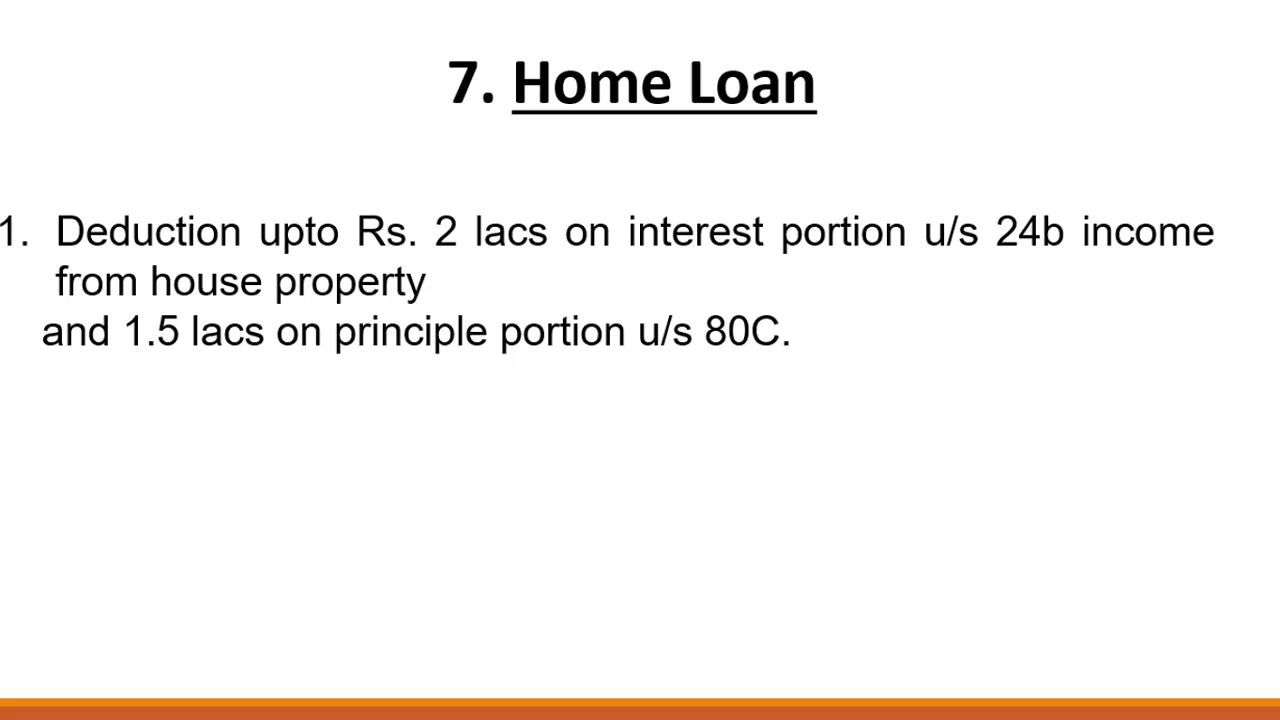 7. Home Loan
1. Deduction upto Rs. 2 lacs on interest portion u/s 24b income
from house property
and 1.5 lacs on principle portion u/s 80C.